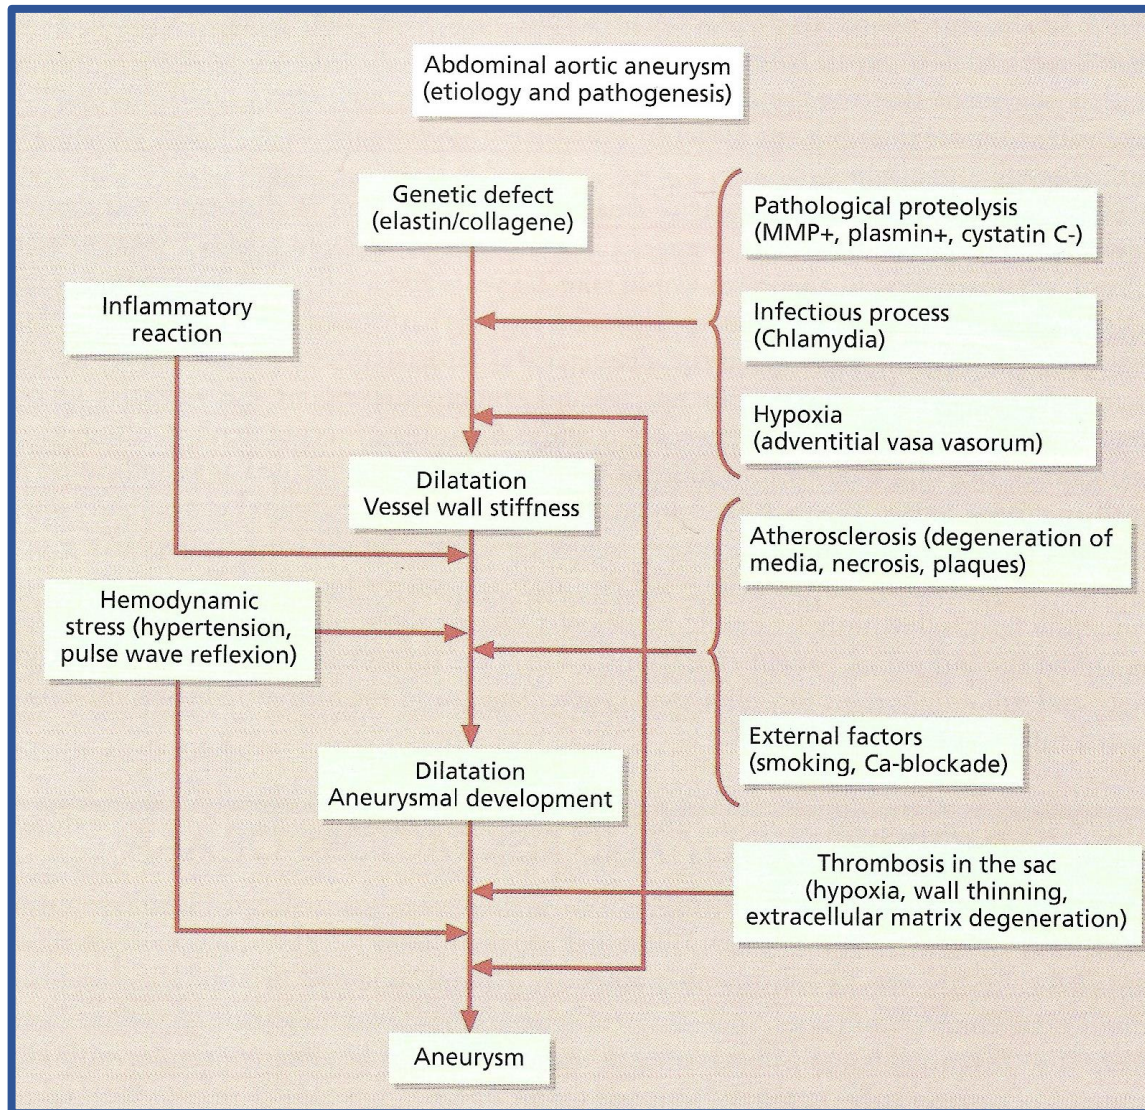 Abdominal aortic aneurysm
(etiology and pathogenesis)
Genetic defect
(elastin/collagene)
Pathological proteolysis
(MMP+, plasmin+, cystatin C-)
Inflammatory
reaction
Infectious process
(Chlamydia)
Hypoxia
(adventitial vasa vasorum)
Dilatation
Vessel wall stiffness
Atherosclerosis (degeneration of
media, necrosis, plaques)
Hemodynamic
stress (hypertension,
pulse wave reflexion)
External factors
(smoking, Ca-blockade)
Dilatation
Aneurysmal development
Thrombosis in the sac
(hypoxia, wall thinning,
extracellular matrix degeneration)
Aneurysm